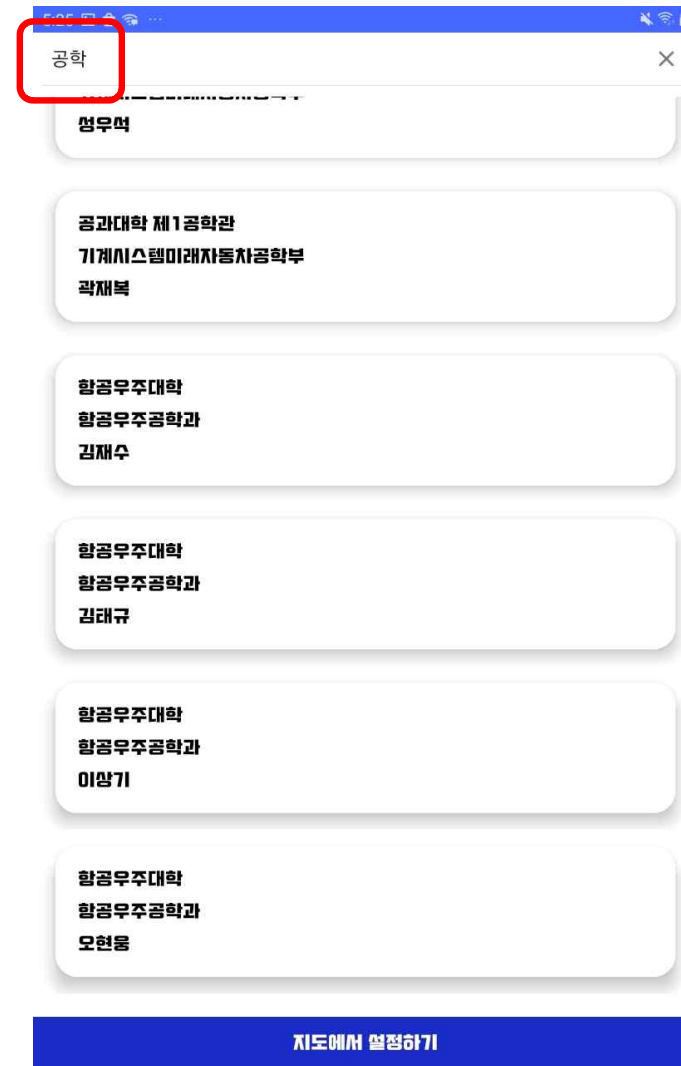 5:25
공학
성우석
공과대학 제1공학관
기계시스템미래자동차공학부
곽재복
항공우주대학
항공우주공학과
김재수
항공우주대학
항공우주공학과
김태규
항공우주대학
항공우주공학과
이상기
항공우주대학
항공우주공학과
오현웅
지도에서 설정하기